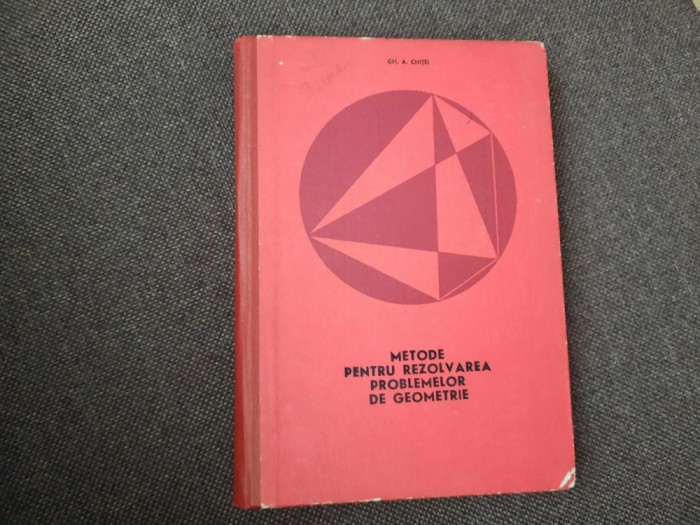 GH. A. CHIȚEI
METODE
PENTRU REZOLVAREA
PROBLEMELOR
DE GEOMETRIE